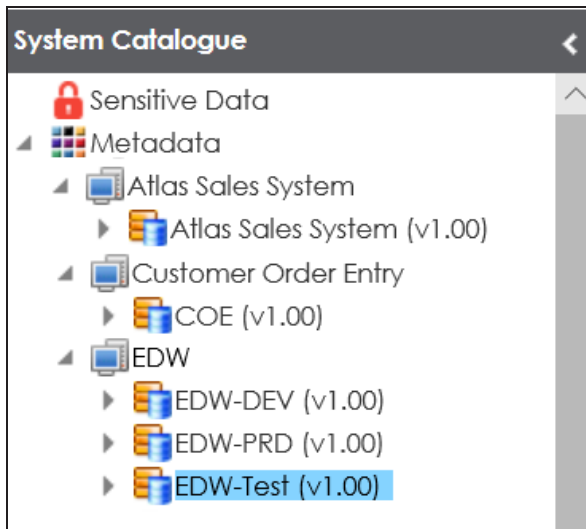 System Catalogue
Sensitive Data
Metadata
Atlas Sales System
Atlas Sales System (v1.00)
Customer Order Entry
COE (v1.00)
EDW
EDW-DEV (v1.00)
EDW-PRD (v1.00)
EDW-Test (v1.00)